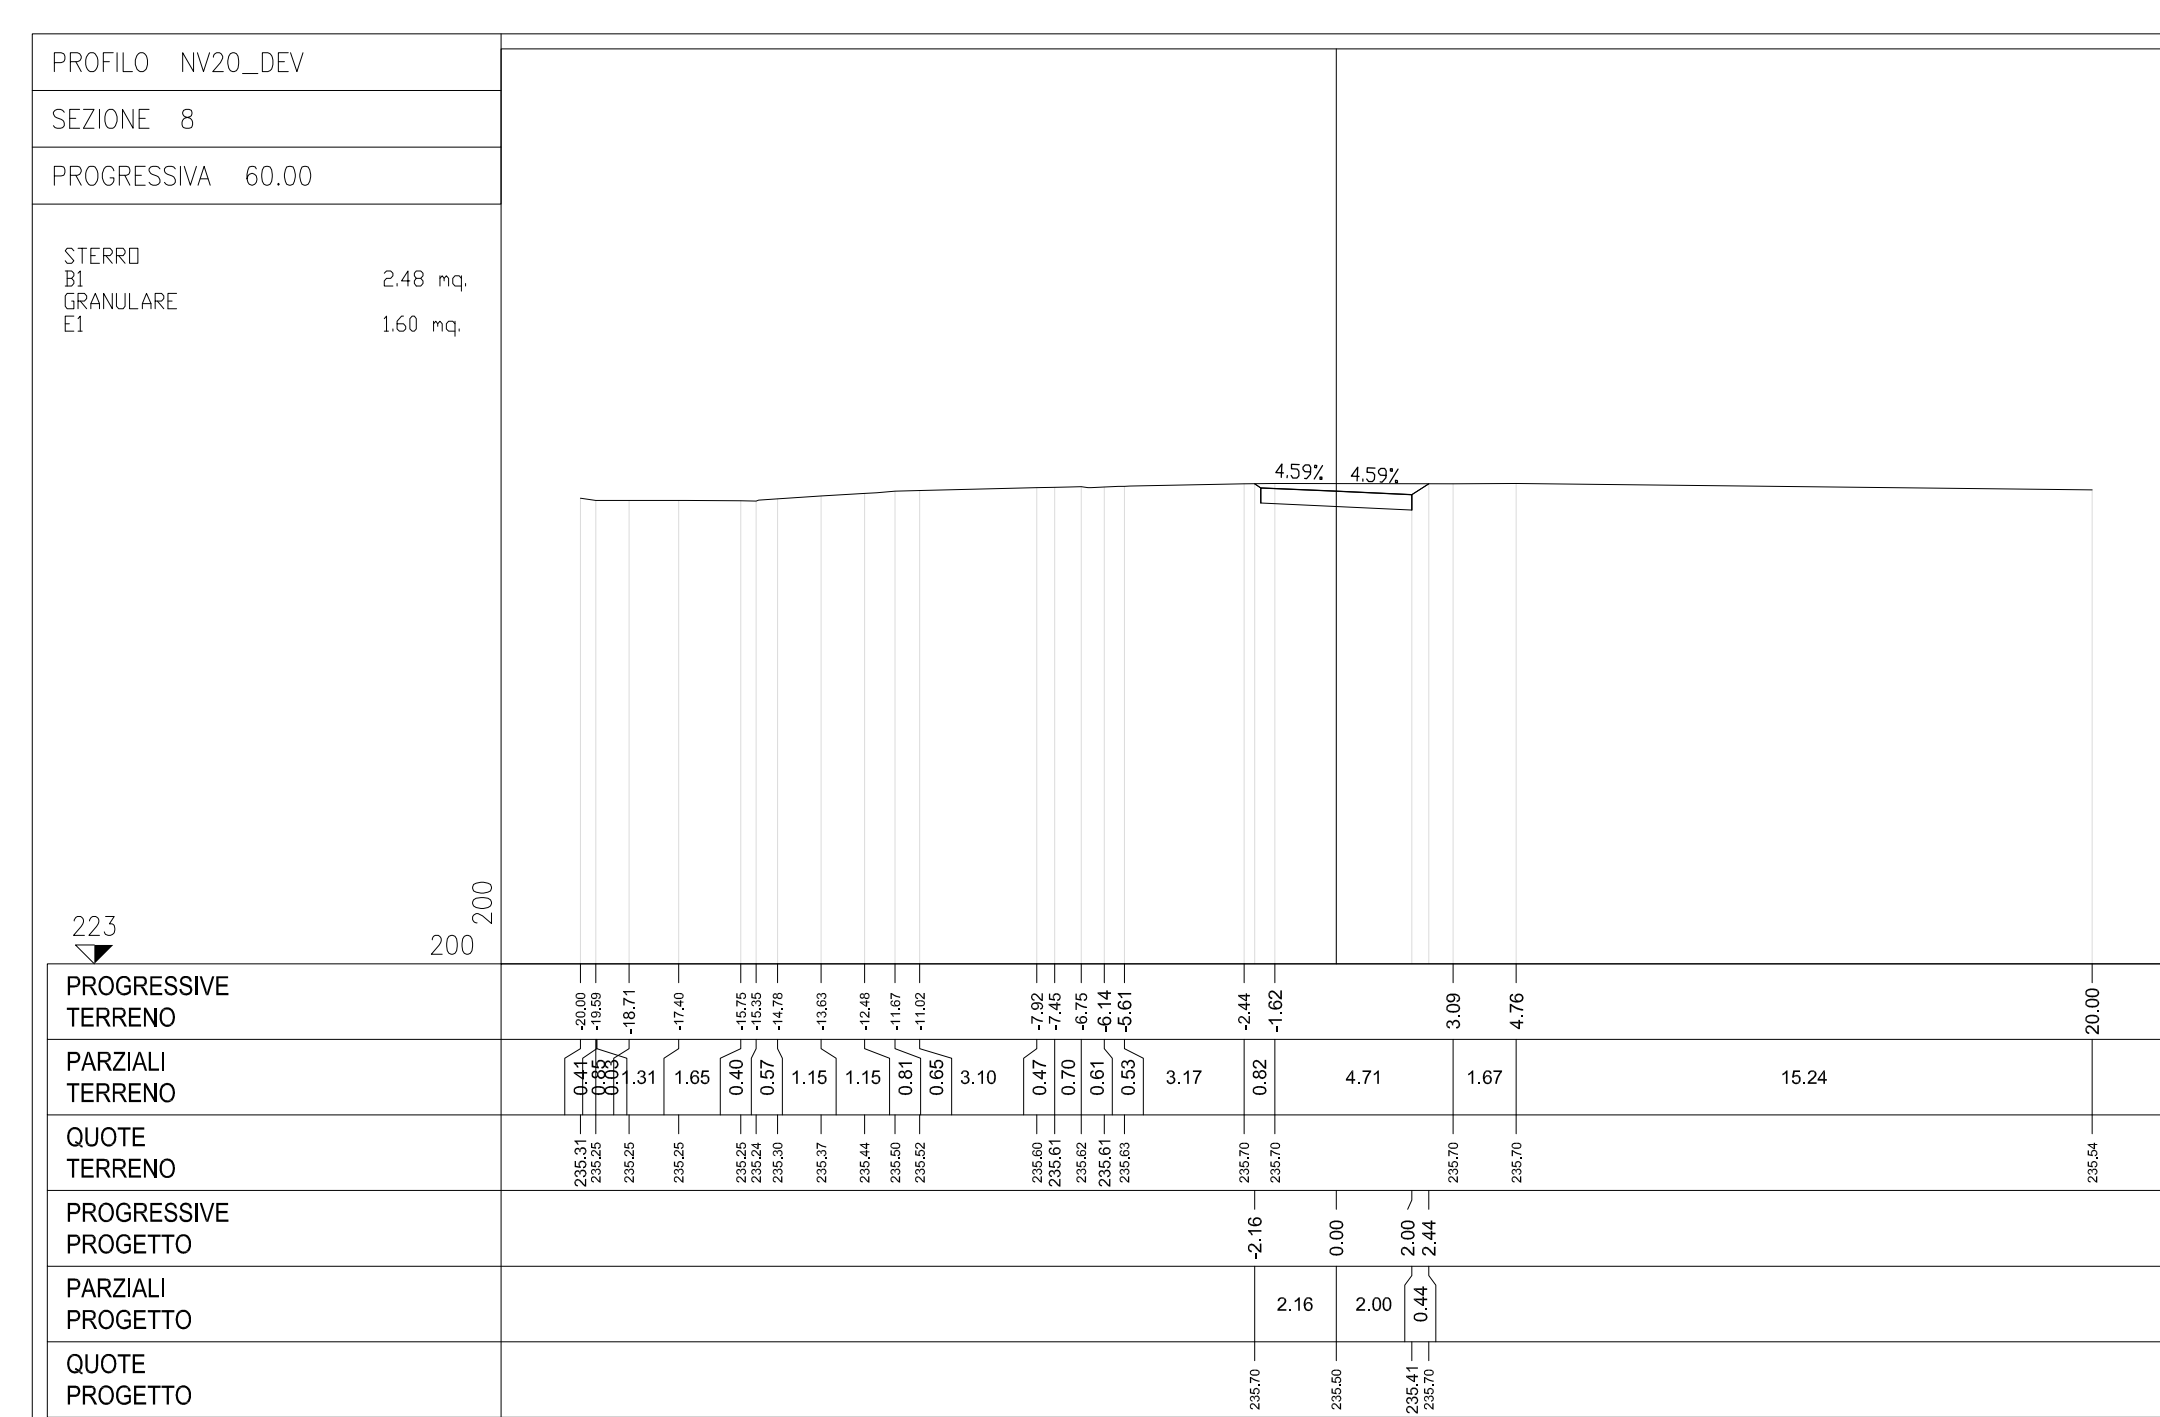 PROFILO NV20_DEV
SEZIONE 8
PROGRESSIVA 60.00
STERRO
B1 2.48 mq.
GRANULARE
E1 1.60 mq.
4.59% 4.59%
200
223
200
PROGRESSIVE
TERRENO
-20.00 -19.59 -18.71 -17.40 -15.75 -15.35 -14.78 -13.63 -12.48 -11.67 -11.02 -7.92 -7.45 -6.75 -6.14 -5.61 -2.44 -1.62 3.09 4.76 20.00
PARZIALI
TERRENO
0.41 0.85 0.03 1.31 1.65 0.40 0.57 1.15 1.15 0.81 0.65 3.10 0.47 0.70 0.61 0.53 3.17 0.82 4.71 1.67 15.24
QUOTE
TERRENO
235.31 235.25 235.25 235.25 235.25 235.24 235.30 235.37 235.44 235.50 235.52 235.60 235.61 235.62 235.61 235.63 235.70 235.70 235.70 235.70 235.54
PROGRESSIVE
PROGETTO
-2.16 0.00 2.00 2.44
PARZIALI
PROGETTO
2.16 2.00 0.44
QUOTE
PROGETTO
235.70 235.50 235.41 235.70